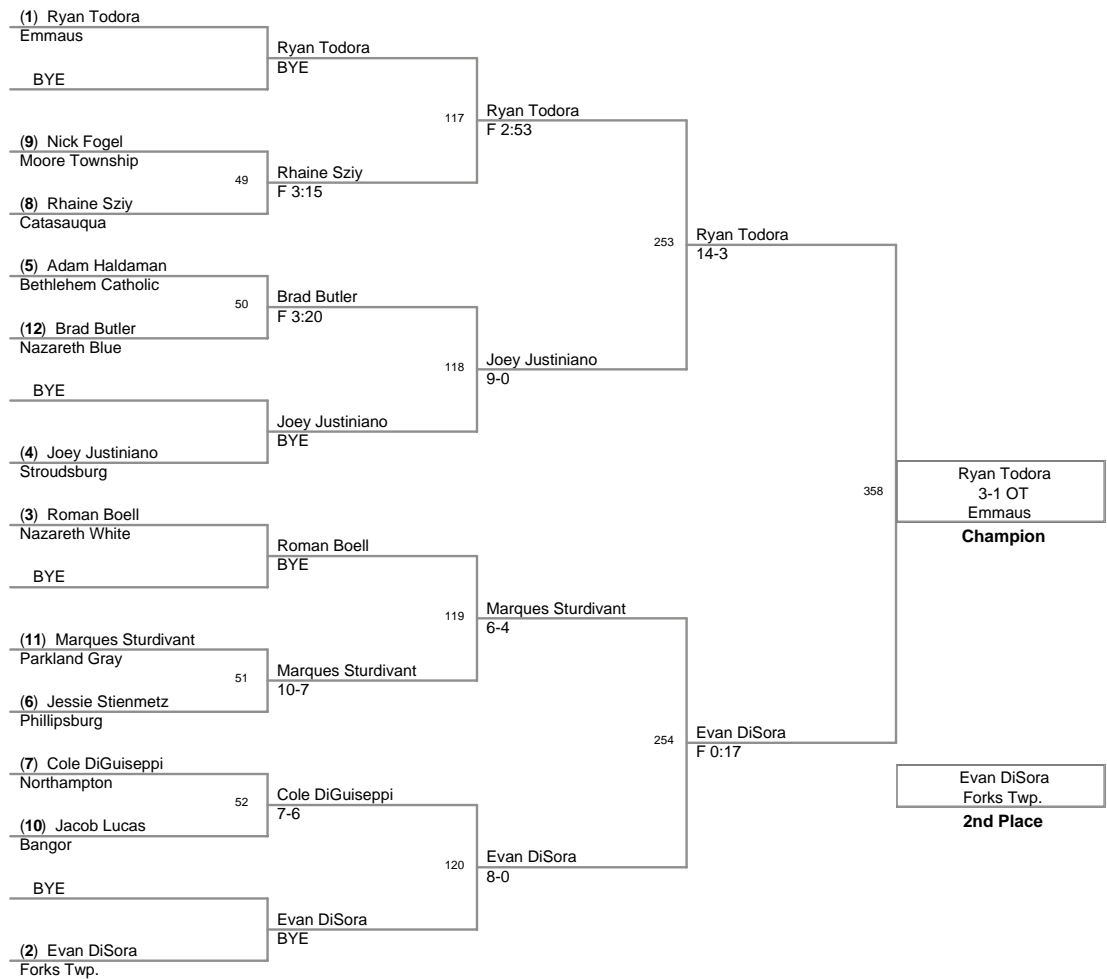 (1) Ryan Todora
Emmaus
BYE
(9) Nick Fogel
Moore Township
49
(8) Rhaine Sziy
Catasauqua
(5) Adam Haldaman
Bethlehem Catholic
50
(12) Brad Butler
Nazareth Blue
BYE
(4) Joey Justiniano
Stroudsburg
(3) Roman Boell
Nazareth White
BYE
(11) Marques Sturdivant
Parkland Gray
51
(6) Jessie Stienmetz
Phillipsburg
(7) Cole DiGuiseppi
Northampton
52
(10) Jacob Lucas
Bangor
BYE
(2) Evan DiSora
Forks Twp.
Ryan Todora
BYE
117
Rhaine Sziy
F 3:15
Brad Butler
F 3:20
118
Joey Justiniano
BYE
Roman Boell
BYE
119
Marques Sturdivant
10-7
Cole DiGuiseppi
7-6
120
Evan DiSora
BYE
Ryan Todora
F 2:53
253
Joey Justiniano
9-0
Marques Sturdivant
6-4
254
Evan DiSora
8-0
Ryan Todora
14-3
358
Evan DiSora
F 0:17
Ryan Todora
3-1 OT
Emmaus
Champion
Evan DiSora
Forks Twp.
2nd Place